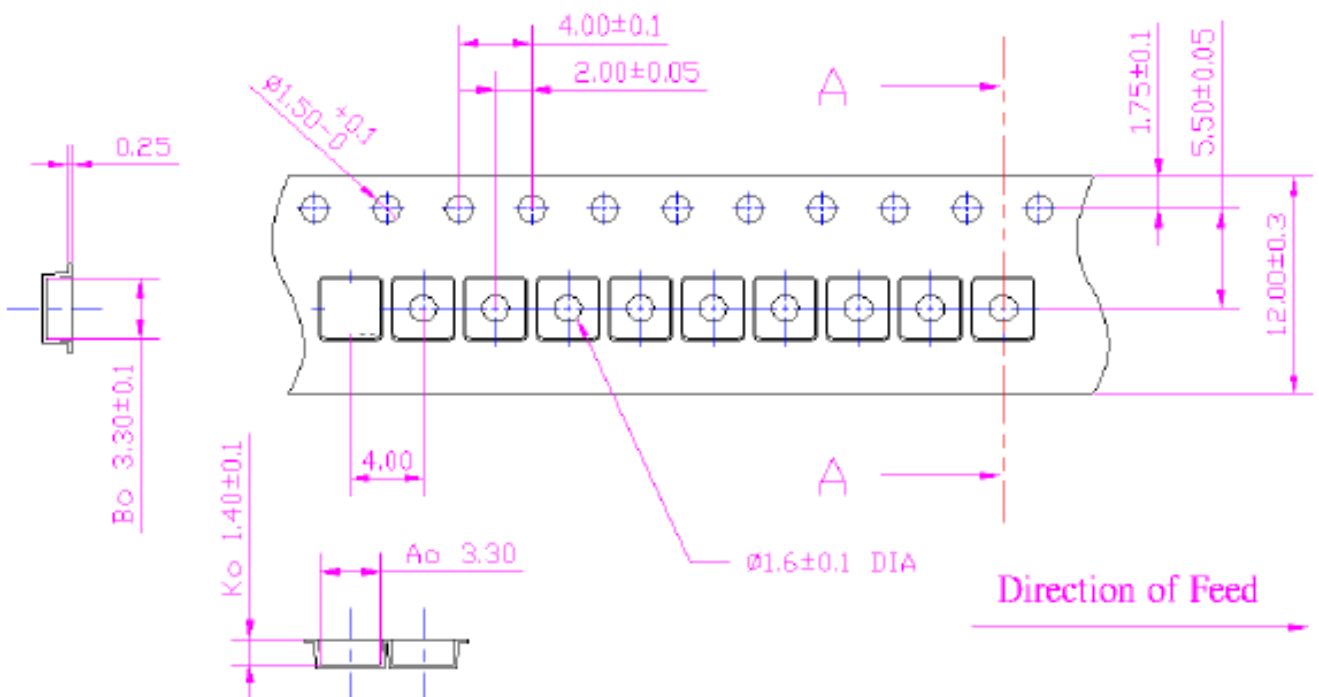 4.00±0.1
2.00±0.05
Ø1.50 +0.1 -0
A
1.75±0.1
5.50±0.05
0.25
12.00±0.3
Bo 3.30±0.1
4.00
A
Ko 1.40±0.1
Ao 3.30
Ø1.6±0.1 DIA
Direction of Feed